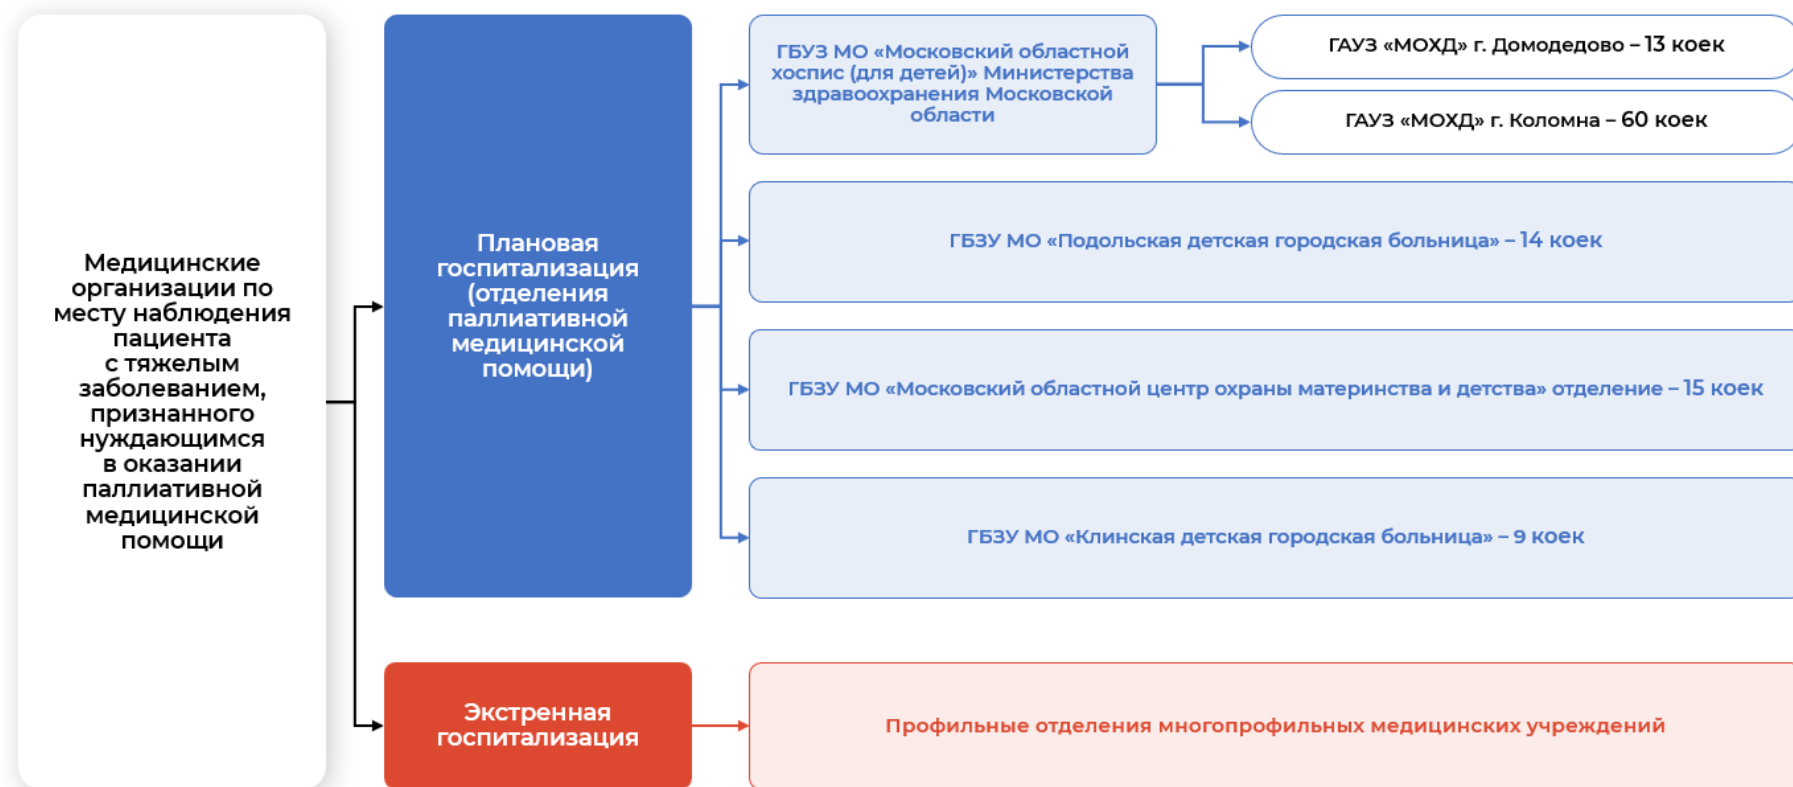 Медицинские
организации по
месту наблюдения
пациента
с тяжелым
заболеванием,
признанного
нуждающимся
в оказании
паллиативной
медицинской
помощи
Плановая
госпитализация
(отделения
паллиативной
медицинской
помощи)
ГБУЗ МО «Московский областной
хоспис (для детей)» Министерства
здравоохранения Московской
области
ГАУЗ «МОХД» г. Домодедово – 13 коек
ГАУЗ «МОХД» г. Коломна – 60 коек
ГБЗУ МО «Подольская детская городская больница» – 14 коек
ГБЗУ МО «Московский областной центр охраны материнства и детства» отделение – 15 коек
ГБЗУ МО «Клинская детская городская больница» – 9 коек
Экстренная
госпитализация
Профильные отделения многопрофильных медицинских учреждений